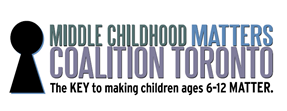 MIDDLE CHILDHOOD MATTERS
COALITION TORONTO
The KEY to making children ages 6-12 MATTER.